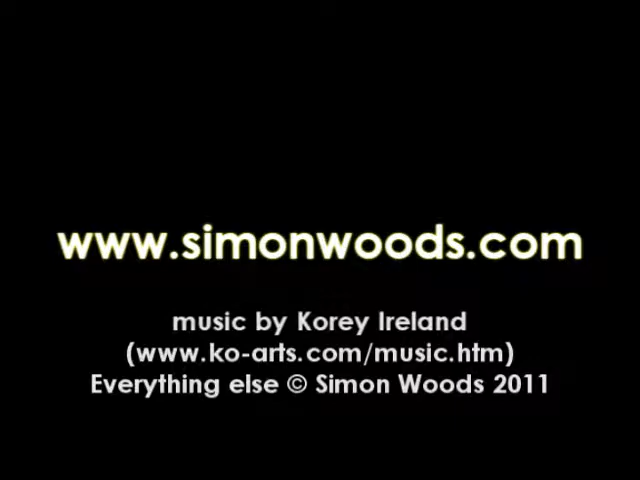 www.simonwoods.com
music by Korey Ireland
(www.ko-arts.com/music.htm)
Everything else © Simon Woods 2011